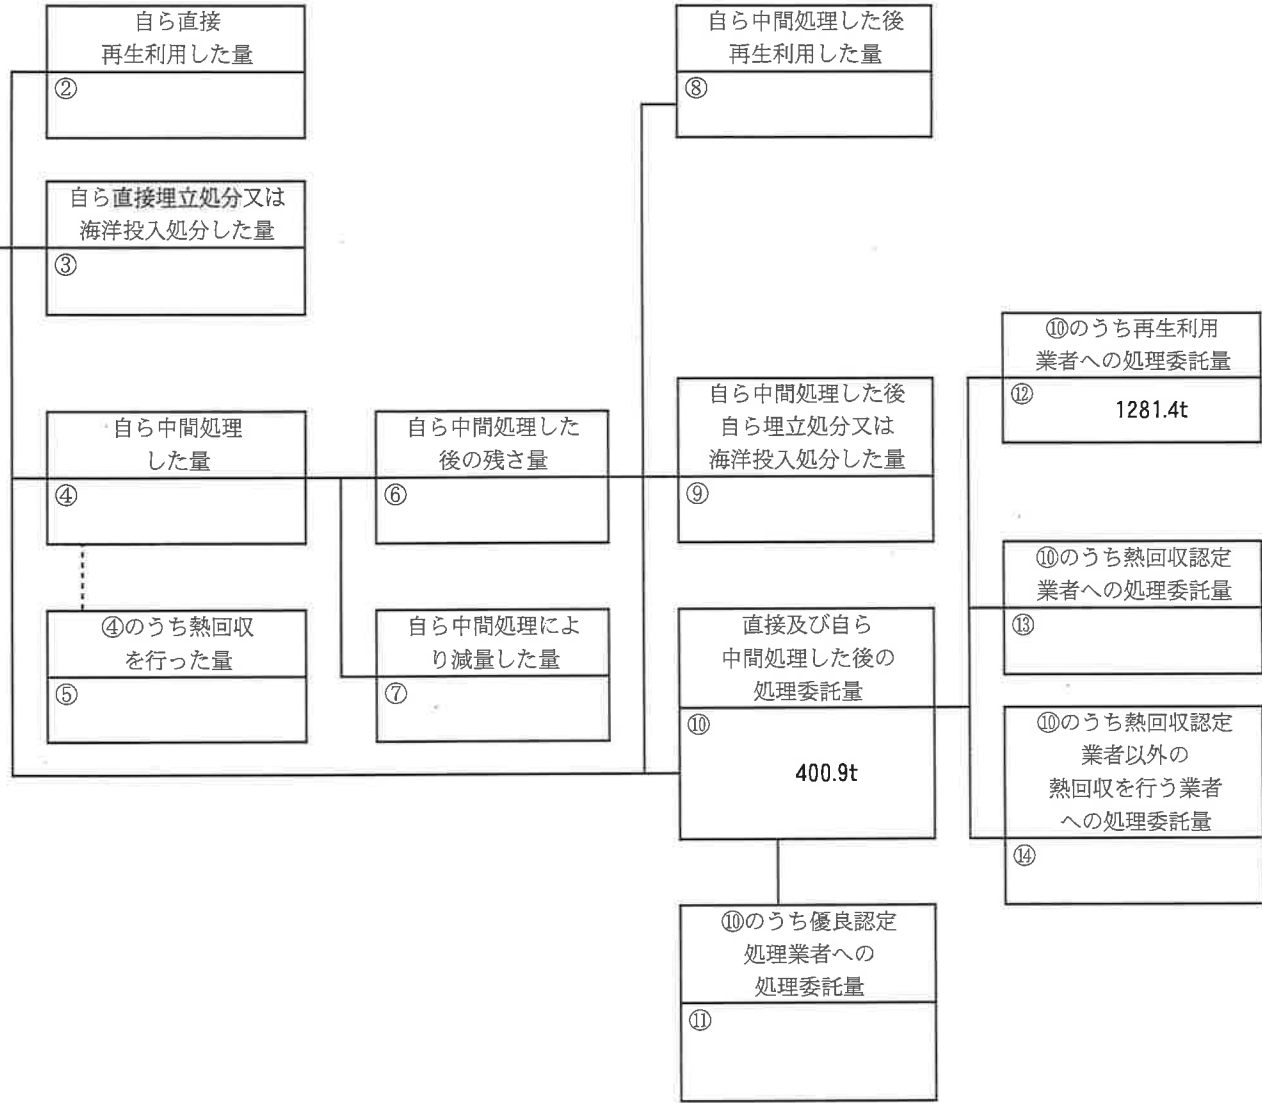 自ら直接
再生利用した量
②
自ら直接埋立処分又は
海洋投入処分した量
③
自ら中間処理
した量
④
④のうち熱回収
を行った量
⑤
自ら中間処理した
後の残さ量
⑥
自ら中間処理によ
り減量した量
⑦
自ら中間処理した後
再生利用した量
⑧
自ら中間処理した後
自ら埋立処分又は
海洋投入処分した量
⑨
直接及び自ら
中間処理した後の
処理委託量
⑩
400.9t
⑩のうち優良認定
処理業者への
処理委託量
⑪
⑩のうち再生利用
業者への処理委託量
⑫
1281.4t
⑩のうち熱回収認定
業者への処理委託量
⑬
⑩のうち熱回収認定
業者以外の
熱回収を行う業者
への処理委託量
⑭